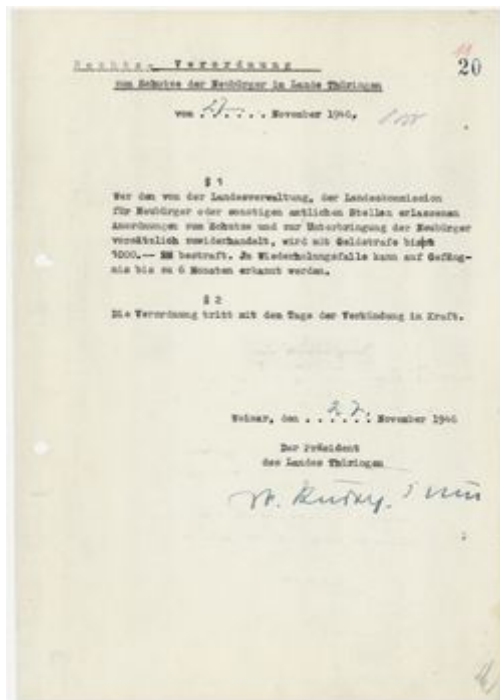 11
20
Rechts- Verordnung
zum Schutze der Neubürger im Lande Thüringen
vom 27. . . . . November 1946.
§ 1
Wer den von der Landesverwaltung, der Landeskommission
für Neubürger oder sonstigen amtlichen Stellen erlassenen
Anordnungen zum Schutze und zur Unterbringung der Neubürger
vorsätlich zuwiderhandelt, wird mit Geldstrafe bis
1000.-- RM bestraft. Im Wiederholungsfalle kann auf Gefäng-
nis bis zu 6 Monaten erkannt werden.
§ 2
Die Verordnung tritt mit dem Tage der Verkündung in Kraft.
Weimar, den . 27. . . . November 1946
Der Präsident
des Landes Thüringen